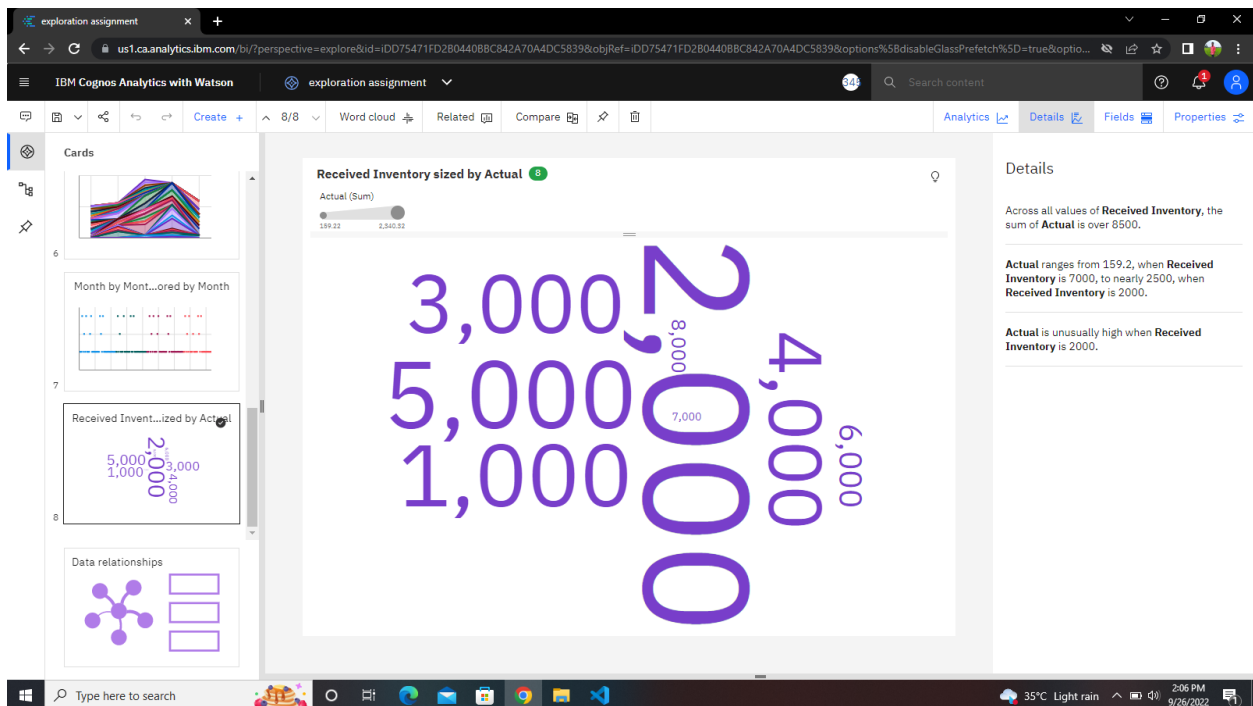 exploration assignment
us1.ca.analytics.ibm.com/bi/?perspective=explore&id=iDD75471FD2B0440BBC842A70A4DC5839&objRef=iDD75471FD2B0440BBC842A70A4DC5839&options%5BdisableGlassPrefetch%5D=true&optio...
IBM Cognos Analytics with Watson
exploration assignment
Search content
1
Create +
8/8
Word cloud
Related
Compare
Analytics
Details
Fields
Properties
Cards
6
Month by Mont...ored by Month
7
Received Invent...ized by Actual
5,000
1,000
2,000
3,000
4,000
8
Data relationships
Received Inventory sized by Actual 8
Actual (Sum)
159.22
2,340.32
3,000
5,000
1,000
2,000
8,000
7,000
4,000
6,000
Details
Across all values of Received Inventory, the
sum of Actual is over 8500.
Actual ranges from 159.2, when Received
Inventory is 7000, to nearly 2500, when
Received Inventory is 2000.
Actual is unusually high when Received
Inventory is 2000.
Type here to search
35°C Light rain
2:06 PM
9/26/2022